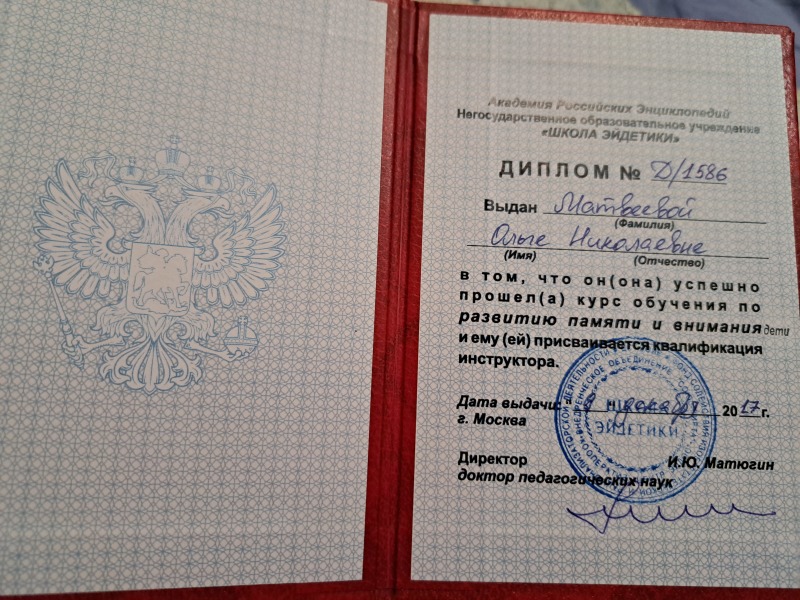 Академия Российских Энциклопедий
Негосударственное образовательное учреждение
«ШКОЛА ЭЙДЕТИКИ»
ДИПЛОМ № Д/1586
Выдан Матвеевой
(Фамилия)
Ольге Николаевне
(Имя) (Отчество)
в том, что он(она) успешно
прошел(а) курс обучения по
развитию памяти и внимания дети
и ему (ей) присваивается квалификация
инструктора.
Дата выдачи: 2017 г.
г. Москва
ЭЙДЕТИКИ
Директор И.Ю. Матюгин
доктор педагогических наук